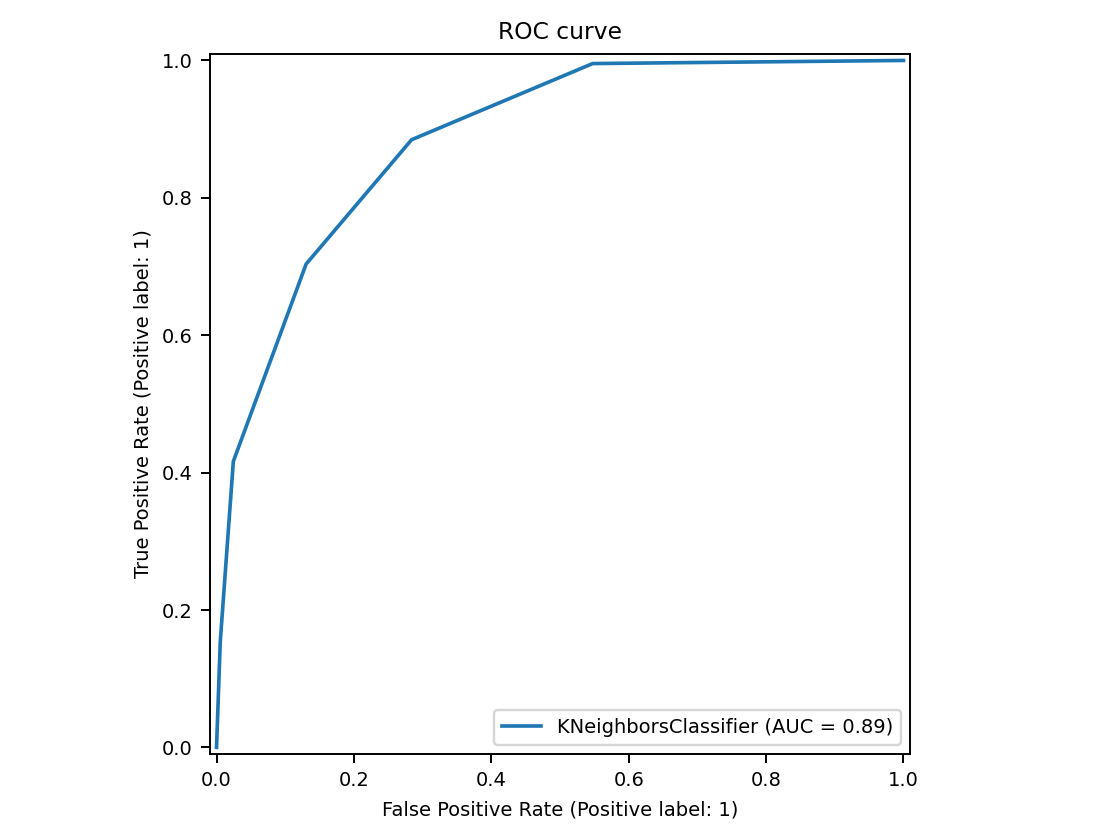 ROC curve
1.0
0.8
0.6
0.4
0.2
0.0
True Positive Rate (Positive label: 1)
KNeighborsClassifier (AUC = 0.89)
0.0 0.2 0.4 0.6 0.8 1.0
False Positive Rate (Positive label: 1)